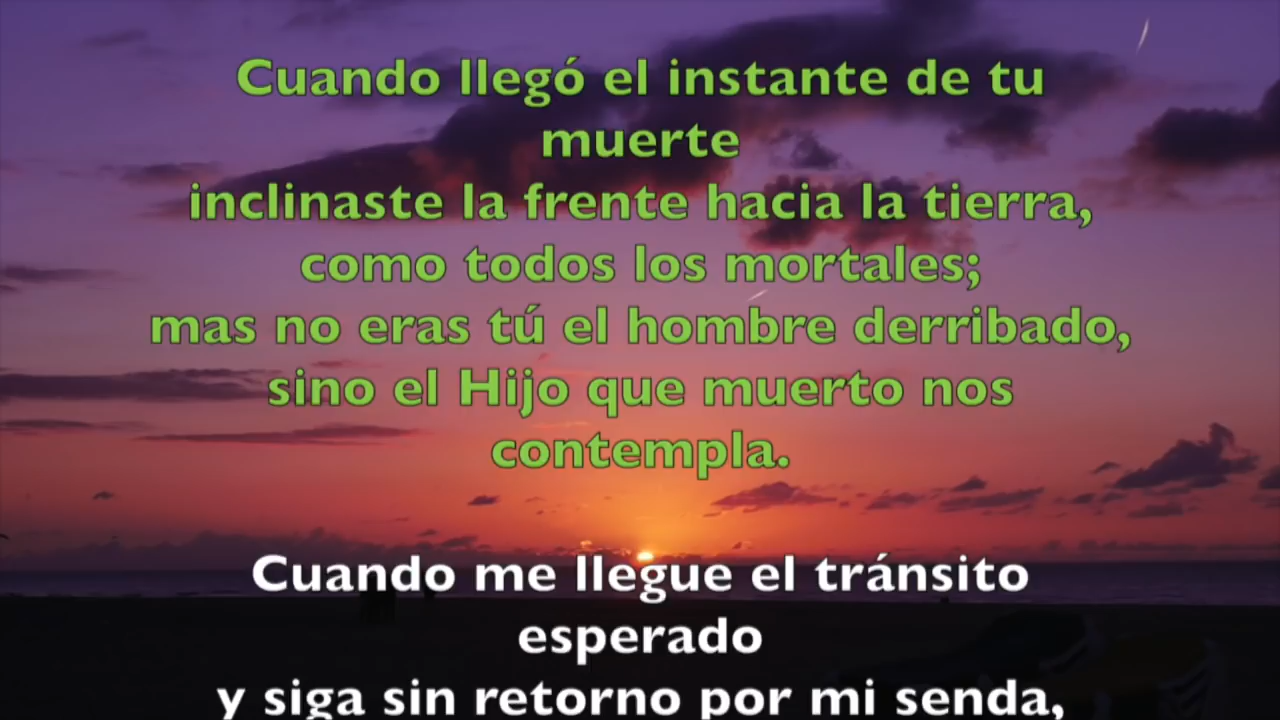 Cuando llegó el instante de tu
muerte
inclinaste la frente hacia la tierra,
como todos los mortales;
mas no eras tú el hombre derribado,
sino el Hijo que muerto nos
contempla.
Cuando me llegue el tránsito
esperado
y siga sin retorno por mi senda,